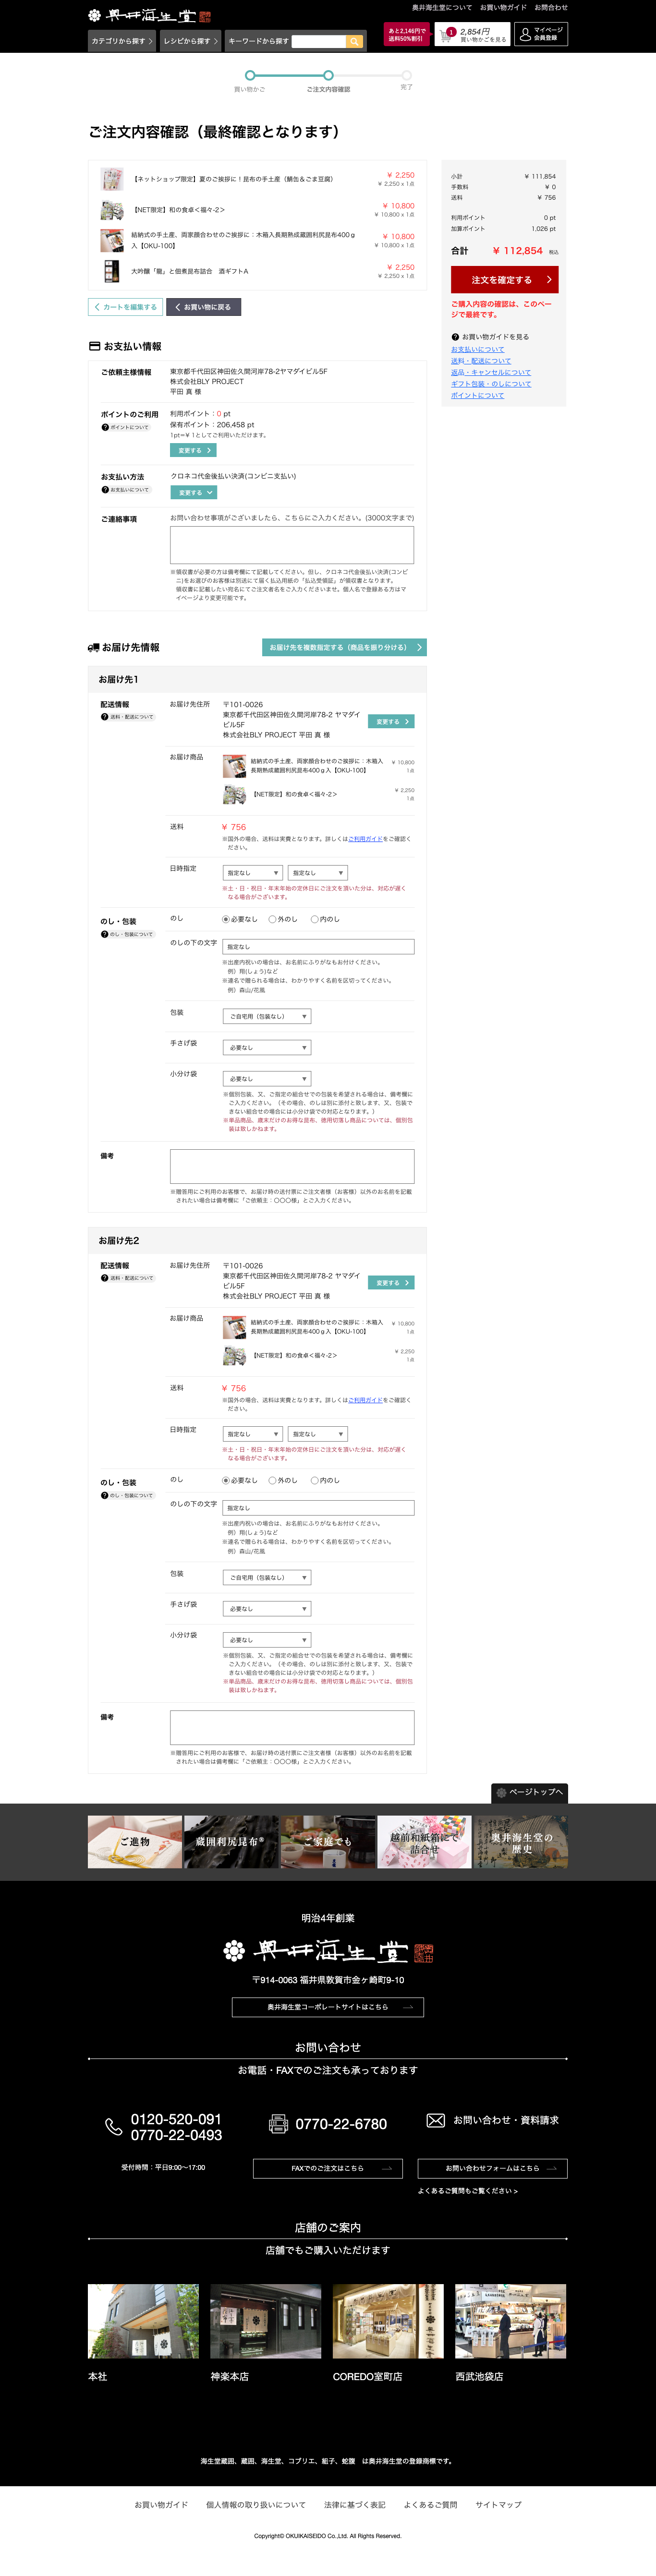 奥井海生堂について お買い物ガイド お問合わせ
奥井海生堂
カテゴリから探す レシピから探す キーワードから探す
あと2,146円で
送料50%割引
1
2,854円
買い物かごを見る
マイページ
会員登録
買い物かご ご注文内容確認 完了
ご注文内容確認（最終確認となります）
【ネットショップ限定】夏のご挨拶に！昆布の手土産（鯖缶＆ごま豆腐）
¥ 2,250
¥ 2,250 x 1点
【NET限定】和の食卓＜福々-2＞
¥ 10,800
¥ 10,800 x 1点
結納式の手土産、両家顔合わせのご挨拶に：木箱入長期熟成蔵囲利尻昆布400ｇ
入【OKU-100】
¥ 10,800
¥ 10,800 x 1点
大吟醸「龍」と佃煮昆布詰合 酒ギフトA
¥ 2,250
¥ 2,250 x 1点
カートを編集する お買い物に戻る
小計 ¥ 111,854
手数料 ¥ 0
送料 ¥ 756
利用ポイント 0 pt
加算ポイント 1,026 pt
合計 ¥ 112,854 税込
注文を確定する
ご購入内容の確認は、このペー
ジで最終です。
お買い物ガイドを見る
お支払いについて
送料・配送について
返品・キャンセルについて
ギフト包装・のしについて
ポイントについて
お支払い情報
ご依頼主様情報
東京都千代田区神田佐久間河岸78-2ヤマダイビル5F
株式会社BLY PROJECT
平田 真 様
ポイントのご利用
ポイントについて
利用ポイント：0 pt
保有ポイント：206,458 pt
1pt＝¥ 1としてご利用いただけます。
変更する
お支払い方法
お支払いについて
クロネコ代金後払い決済(コンビニ支払い)
変更する
ご連絡事項
お問い合わせ事項がございましたら、こちらにご入力ください。(3000文字まで)
※領収書が必要の方は備考欄にて記載してください。但し、クロネコ代金後払い決済(コンビ
ニ)をお選びのお客様は別送にて届く払込用紙の「払込受領証」が領収書となります。
領収書に記載したい宛名にてご注文者名をご入力くださいませ。個人名で登録ある方はマ
イページより変更可能です。
お届け先情報
お届け先を複数指定する（商品を振り分ける）
お届け先1
配送情報
送料・配送について
お届け先住所
〒101-0026
東京都千代田区神田佐久間河岸78-2 ヤマダイ
ビル5F
株式会社BLY PROJECT 平田 真 様
変更する
お届け商品
結納式の手土産、両家顔合わせのご挨拶に：木箱入
長期熟成蔵囲利尻昆布400ｇ入【OKU-100】
¥ 10,800
1点
【NET限定】和の食卓＜福々-2＞
¥ 2,250
1点
送料
¥ 756
※国外の場合、送料は実費となります。詳しくはご利用ガイドをご確認く
ださい。
日時指定
指定なし▼ 指定なし▼
※土・日・祝日・年末年始の定休日にご注文を頂いた分は、対応が遅く
なる場合がございます。
のし・包装
のし・包装について
のし
必要なし 外のし 内のし
のしの下の文字
指定なし
※出産内祝いの場合は、お名前にふりがなもお付けください。
例）翔(しょう)など
※連名で贈られる場合は、わかりやすく名前を区切ってください。
例）森山/花風
包装
ご自宅用（包装なし）▼
手さげ袋
必要なし▼
小分け袋
必要なし▼
※個別包装、又、ご指定の組合せでの包装を希望される場合は、備考欄に
ご入力ください。（その場合、のしは別に添付と致します。又、包装で
きない組合せの場合には小分け袋での対応となります。）
※単品商品、歳末だけのお得な昆布、徳用切落し商品については、個別包
装は致しかねます。
備考
※贈答用にご利用のお客様で、お届け時の送付票にご注文者様（お客様）以外のお名前を記載
されたい場合は備考欄に「ご依頼主：〇〇〇様」とご入力ください。
お届け先2
配送情報
送料・配送について
お届け先住所
〒101-0026
東京都千代田区神田佐久間河岸78-2 ヤマダイ
ビル5F
株式会社BLY PROJECT 平田 真 様
変更する
お届け商品
結納式の手土産、両家顔合わせのご挨拶に：木箱入
長期熟成蔵囲利尻昆布400ｇ入【OKU-100】
¥ 10,800
1点
【NET限定】和の食卓＜福々-2＞
¥ 2,250
1点
送料
¥ 756
※国外の場合、送料は実費となります。詳しくはご利用ガイドをご確認く
ださい。
日時指定
指定なし▼ 指定なし▼
※土・日・祝日・年末年始の定休日にご注文を頂いた分は、対応が遅く
なる場合がございます。
のし・包装
のし・包装について
のし
必要なし 外のし 内のし
のしの下の文字
指定なし
※出産内祝いの場合は、お名前にふりがなもお付けください。
例）翔(しょう)など
※連名で贈られる場合は、わかりやすく名前を区切ってください。
例）森山/花風
包装
ご自宅用（包装なし）▼
手さげ袋
必要なし▼
小分け袋
必要なし▼
※個別包装、又、ご指定の組合せでの包装を希望される場合は、備考欄に
ご入力ください。（その場合、のしは別に添付と致します。又、包装で
きない組合せの場合には小分け袋での対応となります。）
※単品商品、歳末だけのお得な昆布、徳用切落し商品については、個別包
装は致しかねます。
備考
※贈答用にご利用のお客様で、お届け時の送付票にご注文者様（お客様）以外のお名前を記載
されたい場合は備考欄に「ご依頼主：〇〇〇様」とご入力ください。
ページトップへ
ご進物
蔵囲利尻昆布®
ご家庭でも
越前和紙箱にて
詰合せ
奥井海生堂の
歴史
明治4年創業
奥井海生堂
〒914-0063 福井県敦賀市金ヶ崎町9-10
奥井海生堂コーポレートサイトはこちら
お問い合わせ
お電話・FAXでのご注文も承っております
0120-520-091
0770-22-0493
受付時間：平日9:00〜17:00
0770-22-6780
FAXでのご注文はこちら
お問い合わせ・資料請求
お問い合わせフォームはこちら
よくあるご質問もご覧ください >
店舗のご案内
店舗でもご購入いただけます
本社 神楽本店 COREDO室町店 西武池袋店
海生堂蔵囲、蔵囲、海生堂、コブリエ、組子、蛇腹 は奥井海生堂の登録商標です。
お買い物ガイド 個人情報の取り扱いについて 法律に基づく表記 よくあるご質問 サイトマップ
Copyright© OKUIKAISEIDO Co.,Ltd. All Rights Reserved.